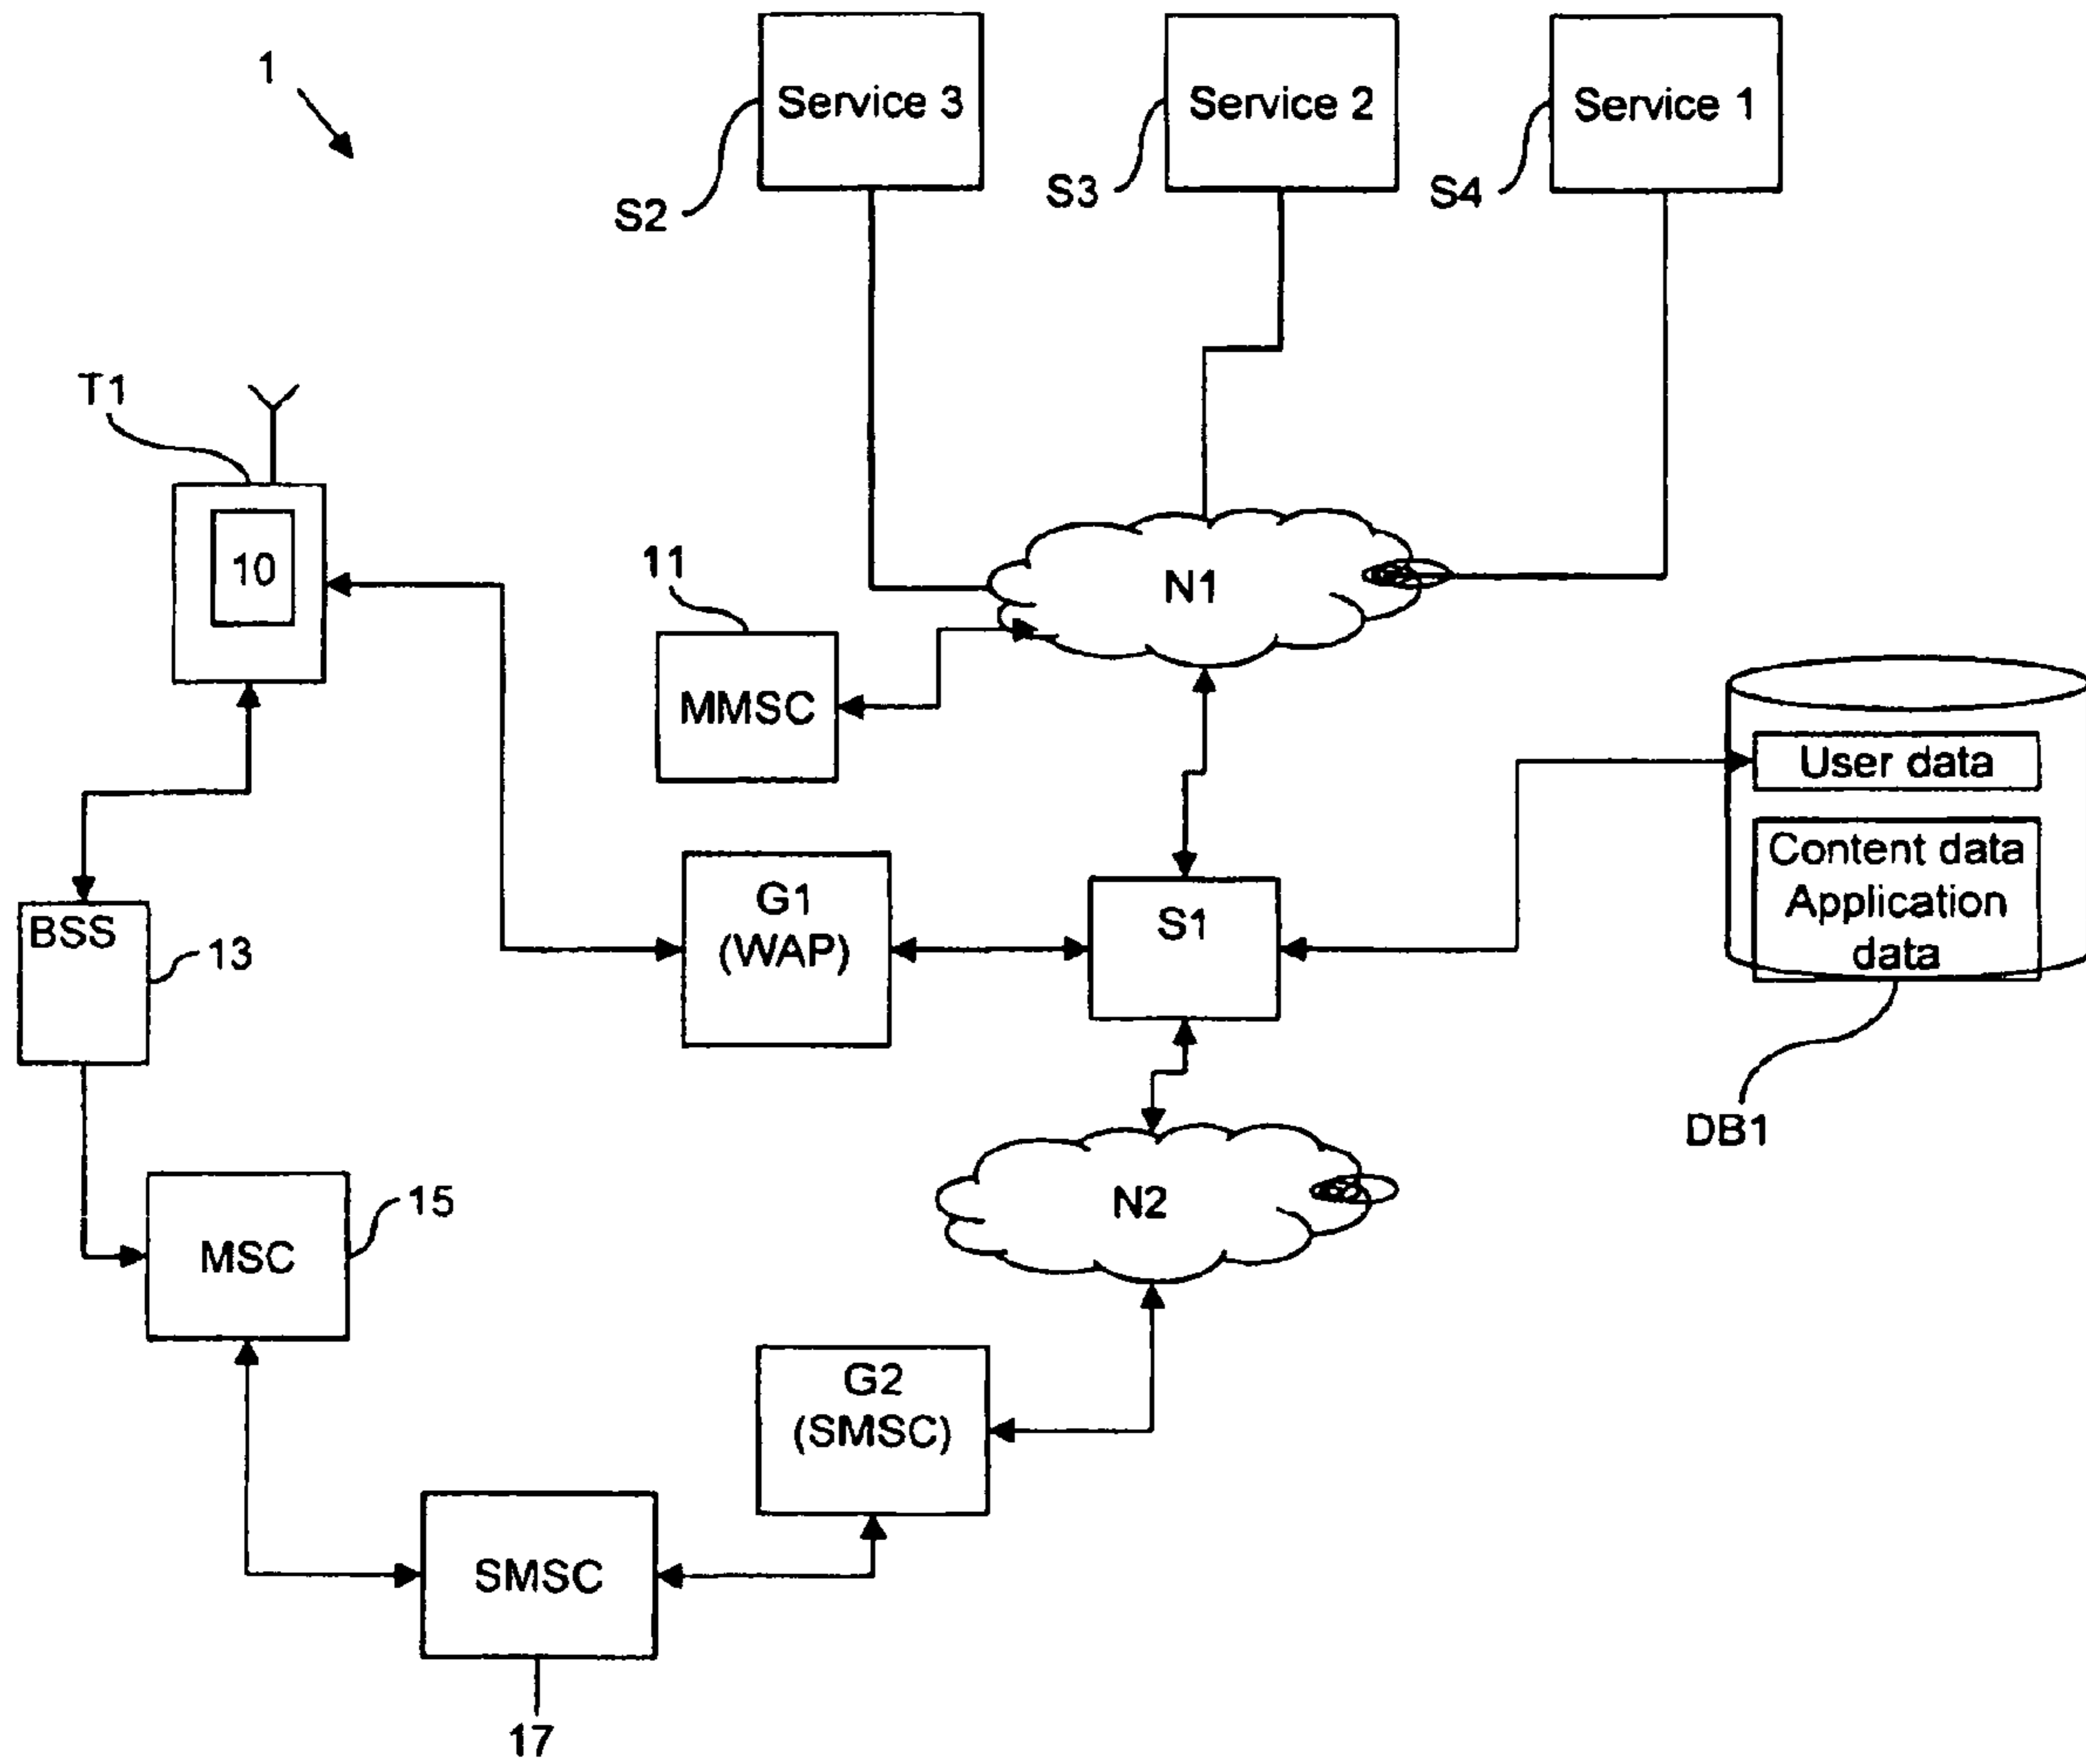 1
Service 3
Service 2
Service 1
S2
S3
S4
T1
10
11
N1
MMSC
User data
Content data
Application
data
G1
(WAP)
S1
BSS
13
DB1
15
MSC
N2
G2
(SMSC)
SMSC
17